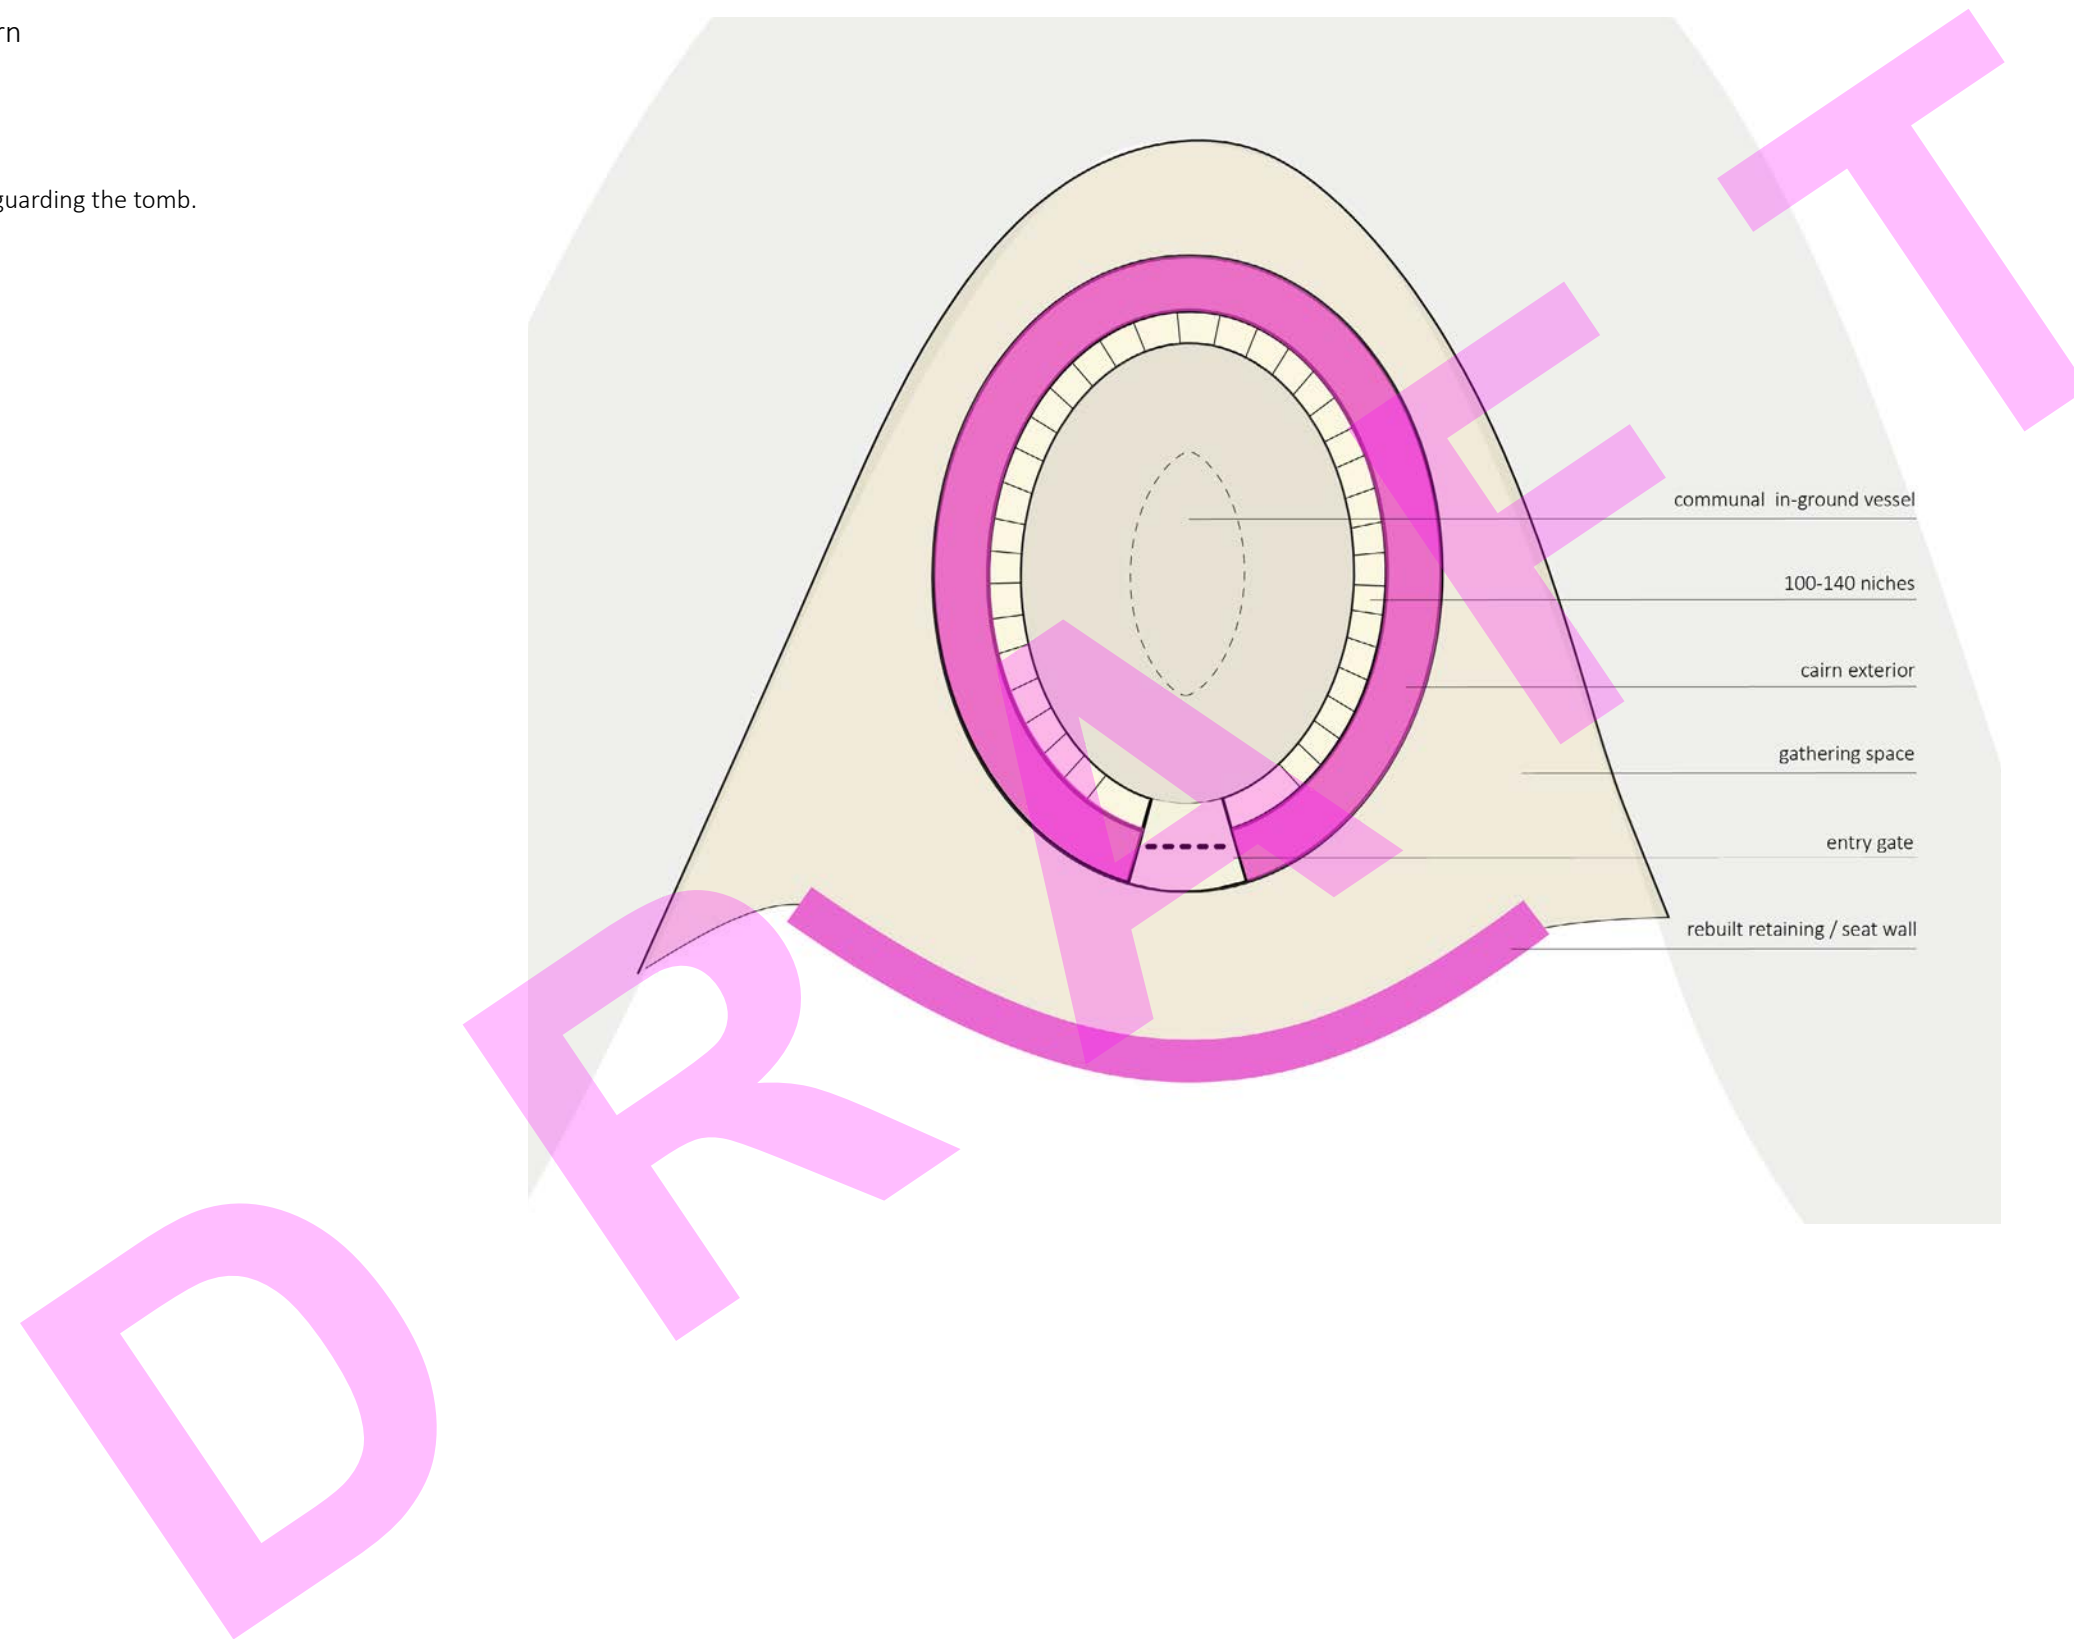 rn
guarding the tomb.
communal in-ground vessel
100-140 niches
cairn exterior
gathering space
entry gate
rebuilt retaining / seat wall
DRAFT